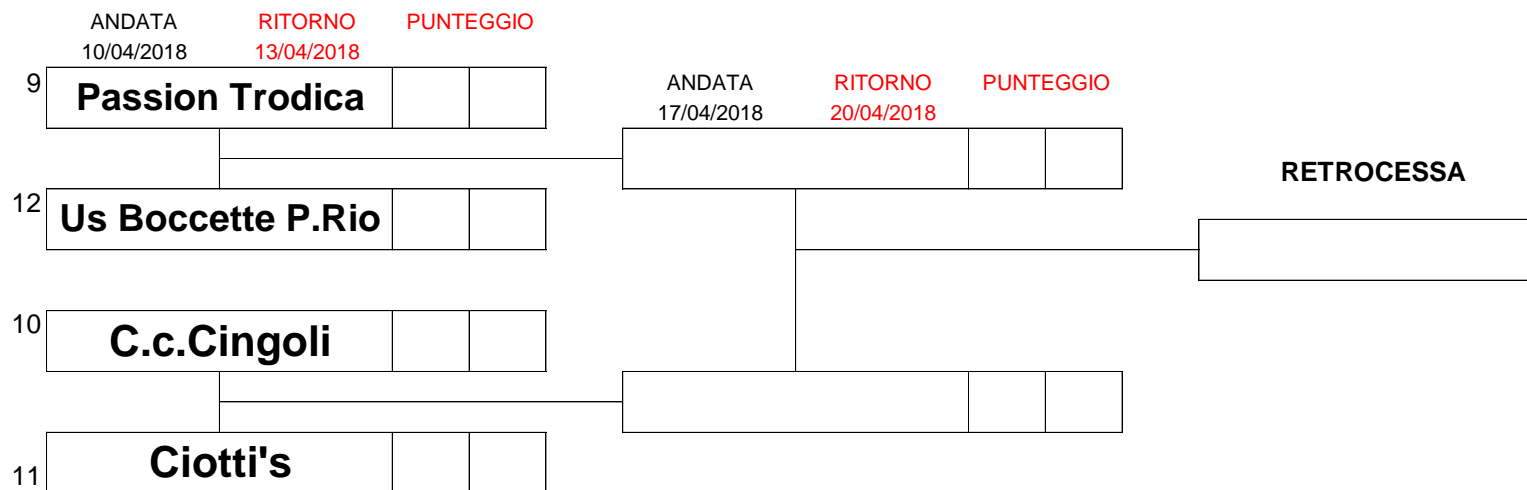 ANDATA RITORNO PUNTEGGIO
10/04/2018 13/04/2018
9 Passion Trodica
ANDATA RITORNO PUNTEGGIO
17/04/2018 20/04/2018
RETROCESSA
12 Us Boccette P.Rio
10 C.c.Cingoli
11 Ciotti's